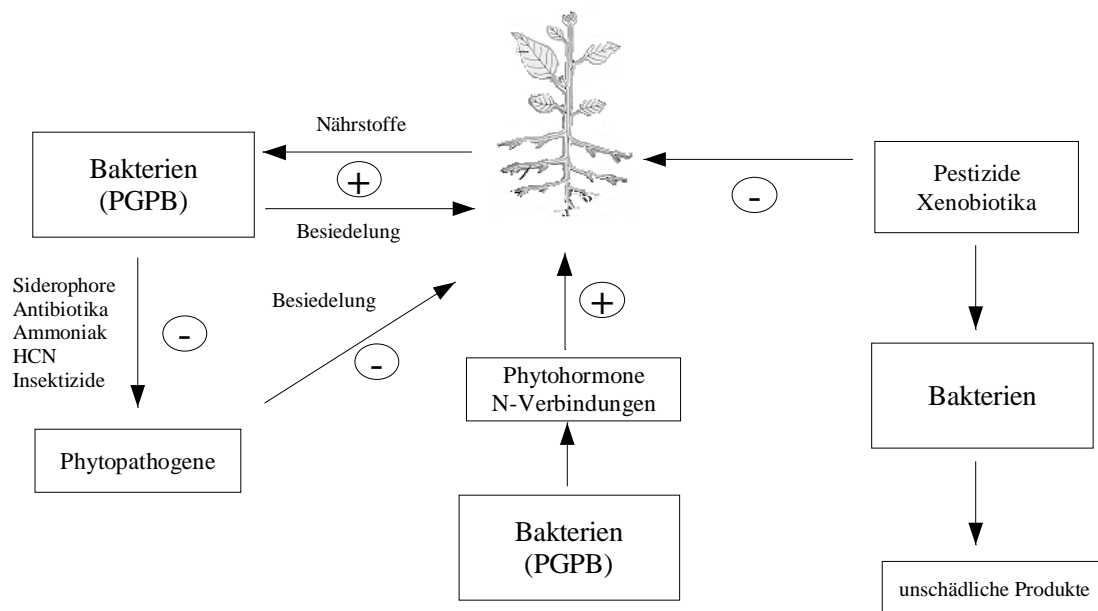 Nährstoffe
+
Bakterien
(PGPB)
Besiedelung
-
Pestizide
Xenobiotika
Siderophore
Antibiotika
Ammoniak
HCN
Insektizide
-
Besiedelung
-
+
Phytohormone
N-Verbindungen
Bakterien
Phytopathogene
Bakterien
(PGPB)
unschädliche Produkte